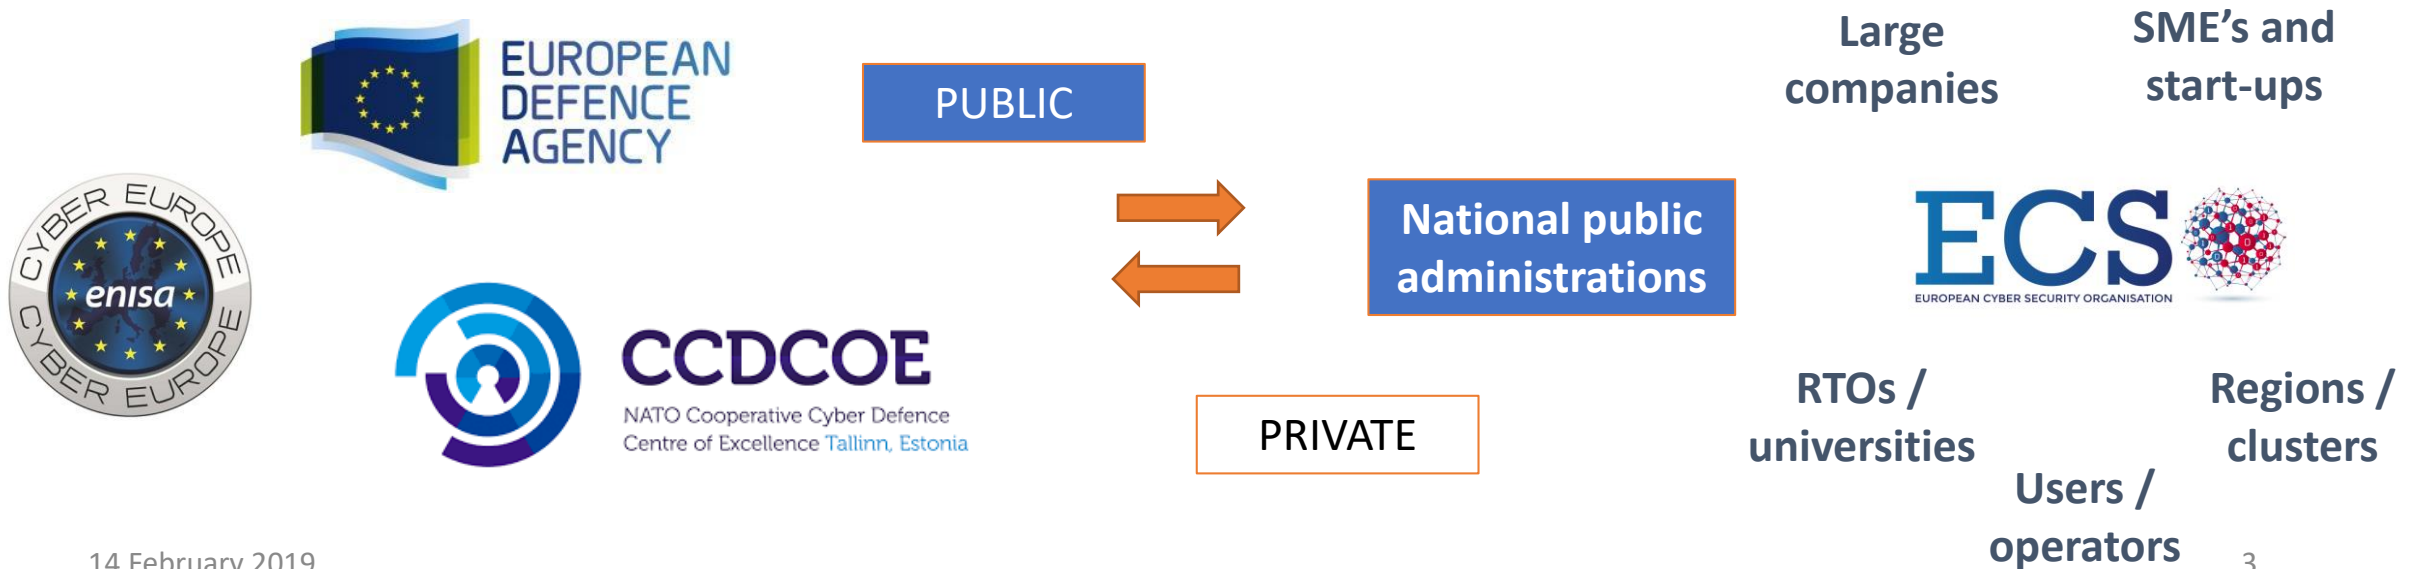 EUROPEAN
DEFENCE
AGENCY
PUBLIC
Large
companies
SME’s and
start-ups
CYBER EUROPE
enisa
CYBER EUROPE
National public
administrations
ECS
EUROPEAN CYBER SECURITY ORGANISATION
CCDCOE
NATO Cooperative Cyber Defence
Centre of Excellence Tallinn, Estonia
PRIVATE
RTOs /
universities
Regions /
clusters
Users /
operators
14 February 2019
3